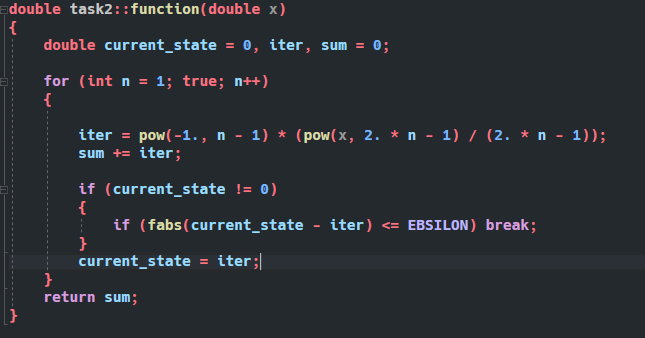 double task2::function(double x)
{
    double current_state = 0, iter, sum = 0;
    for (int n = 1; true; n++)
    {
        iter = pow(-1., n - 1) * (pow(x, 2. * n - 1) / (2. * n - 1));
        sum += iter;
        if (current_state != 0)
        {
            if (fabs(current_state - iter) <= EBSILON) break;
        }
        current_state = iter;
    }
    return sum;
}